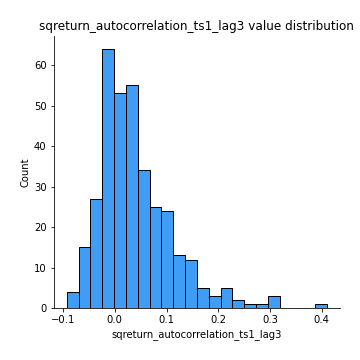 sqreturn_autocorrelation_ts1_lag3 value distribution
60
50
40
30
20
10
0
Count
−0.1 0.0 0.1 0.2 0.3 0.4
sqreturn_autocorrelation_ts1_lag3